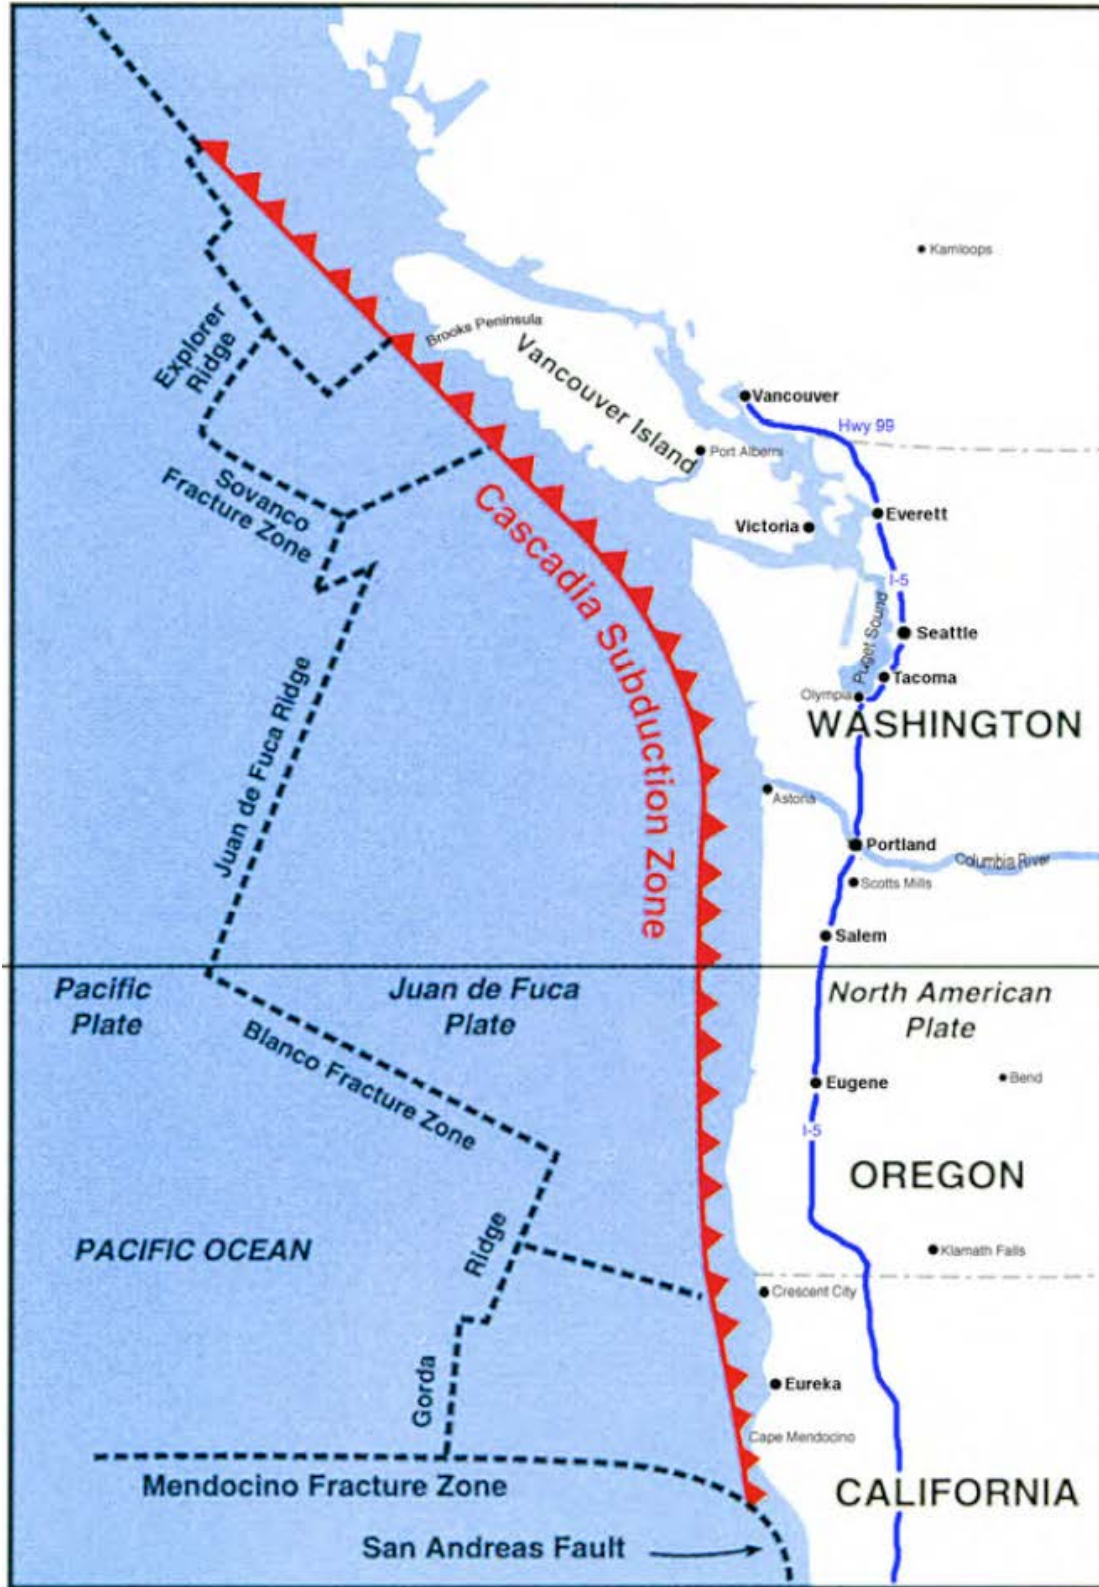 Kamloops
Brooks Peninsula
Vancouver Island
Explorer
Ridge
Vancouver
Hwy 99
Port Alberni
Sovanco
Fracture Zone
Cascadia Subduction Zone
Victoria
Everett
I-5
Puget Sound
Seattle
Tacoma
Olympia
WASHINGTON
Juan de Fuca Ridge
Astoria
Portland
Columbia River
Scotts Mills
Salem
Pacific
Plate
Juan de Fuca
Plate
North American
Plate
Blanco Fracture Zone
Eugene
Bend
I-5
OREGON
PACIFIC OCEAN
Ridge
Klamath Falls
Crescent City
Gorda
Eureka
Cape Mendocino
Mendocino Fracture Zone
CALIFORNIA
San Andreas Fault